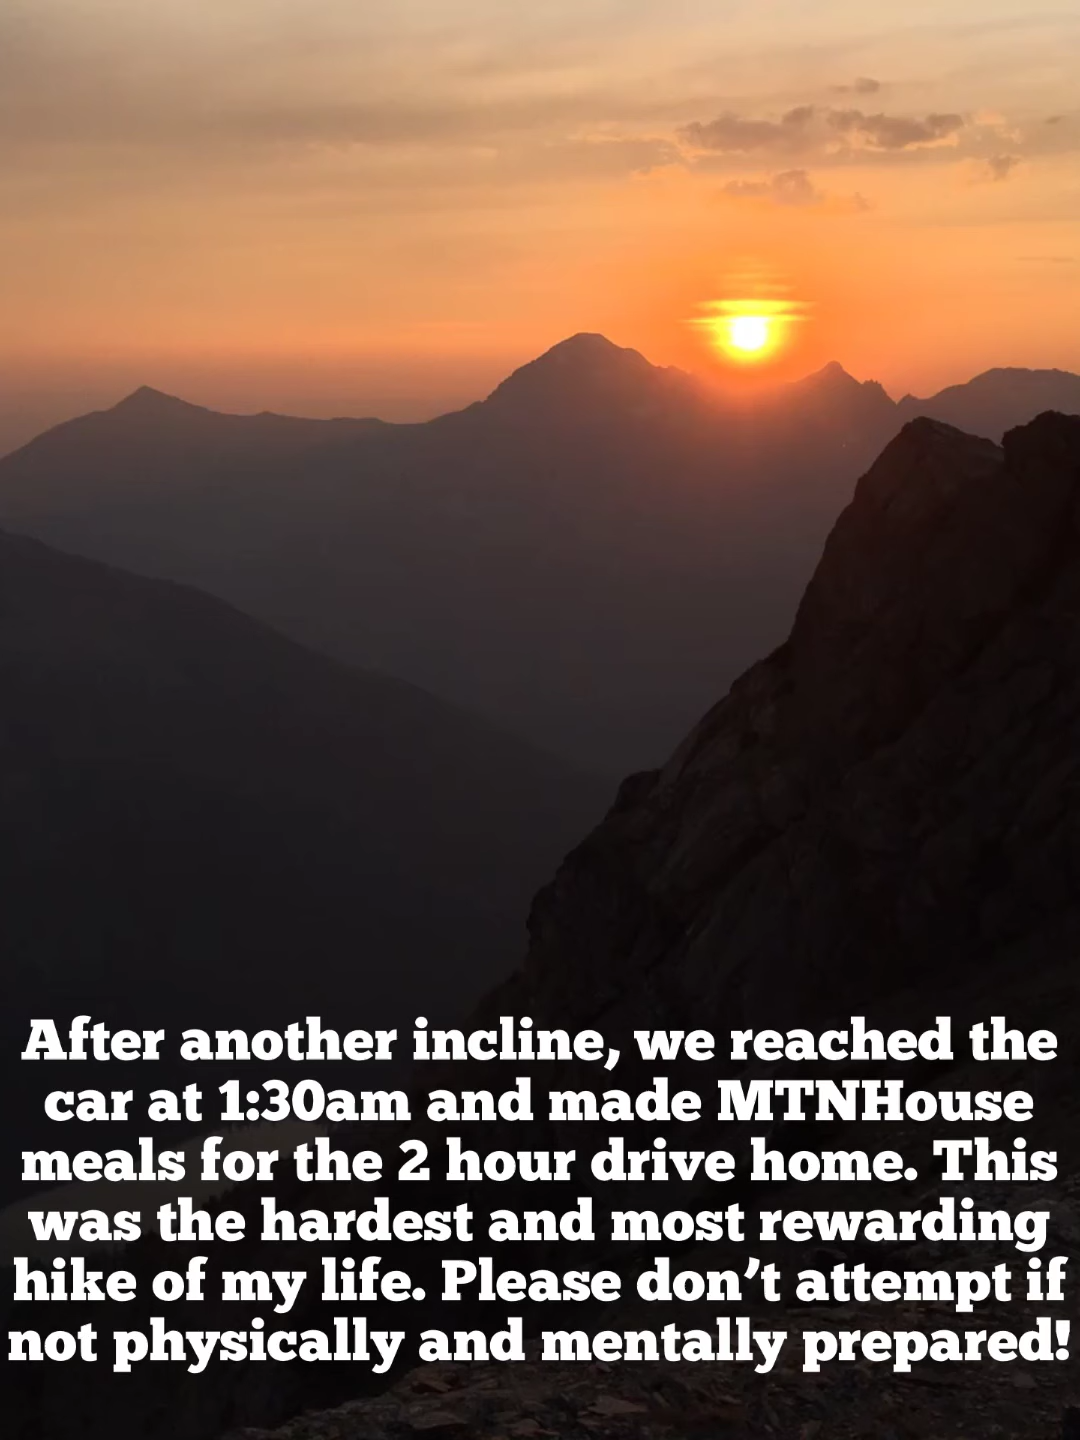 After another incline, we reached the
car at 1:30am and made MTNHouse
meals for the 2 hour drive home. This
was the hardest and most rewarding
hike of my life. Please don’t attempt if
not physically and mentally prepared!